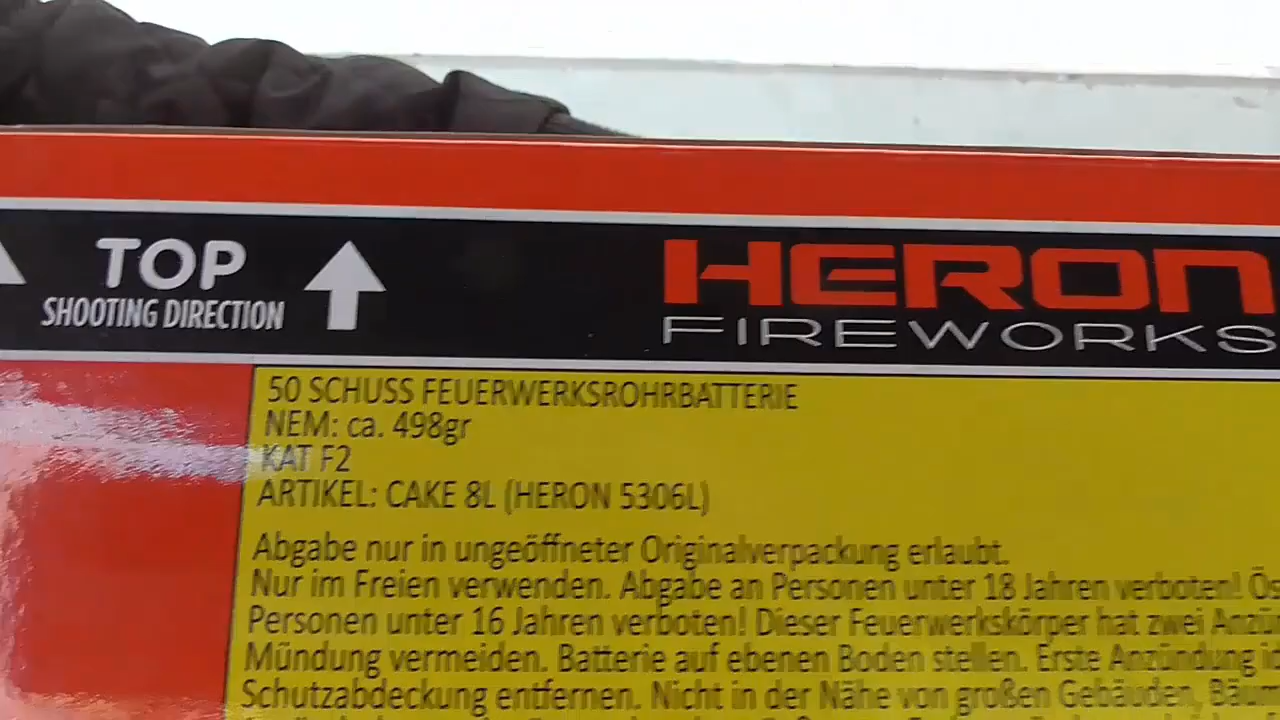 TOP
SHOOTING DIRECTION
HERON
FIREWORKS
50 SCHUSS FEUERWERKSROHRBATTERIE
NEM: ca. 498gr
KAT F2
ARTIKEL: CAKE 8L (HERON 5306L)
Abgabe nur in ungeöffneter Originalverpackung erlaubt.
Nur im Freien verwenden. Abgabe an Personen unter 18 Jahren verboten!
Personen unter 16 Jahren verboten! Dieser Feuerwerkskörper hat zwei
Mündung vermeiden. Batterie auf ebenen Boden stellen. Erste Anzündung
Schutzabdeckung entfernen. Nicht in der Nähe von großen Gebäuden,